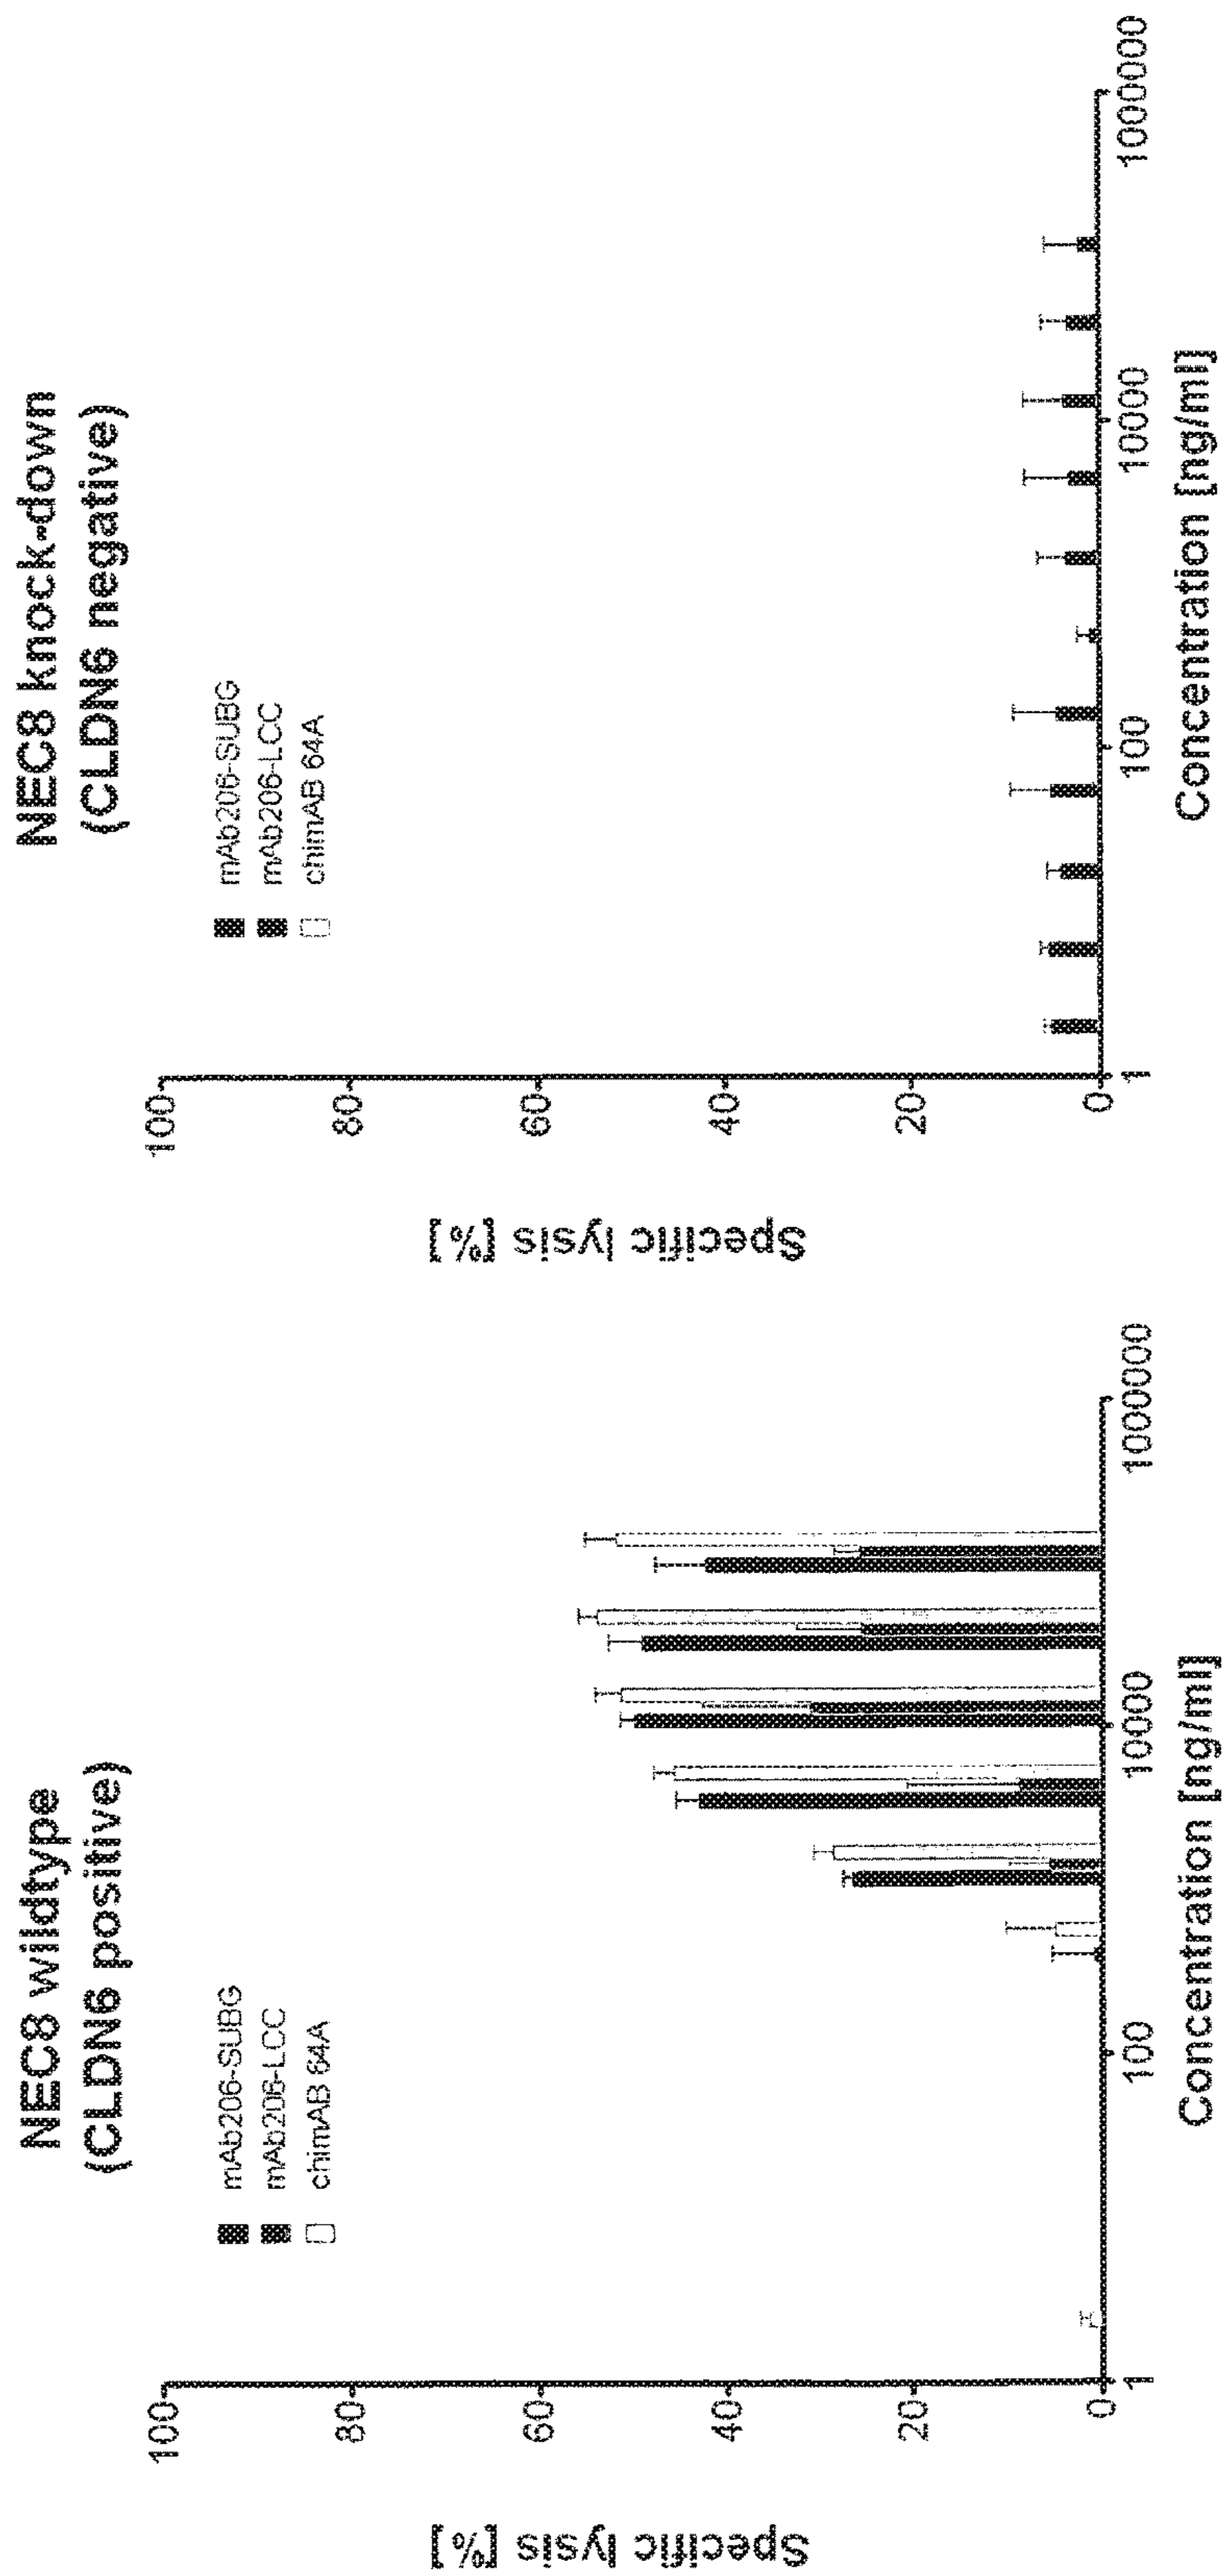 NEC8 wildtype
(CLDN6 positive)
mAb206-SUBG
mAb206-LCC
chimAB 64A
Specific lysis [%]
100
80
60
40
20
0
1
100
10000
1000000
Concentration [ng/ml]
NEC8 knock-down
(CLDN6 negative)
mAb206-SUBG
mAb206-LCC
chimAB 64A
Specific lysis [%]
100
80
60
40
20
0
1
100
10000
1000000
Concentration [ng/ml]